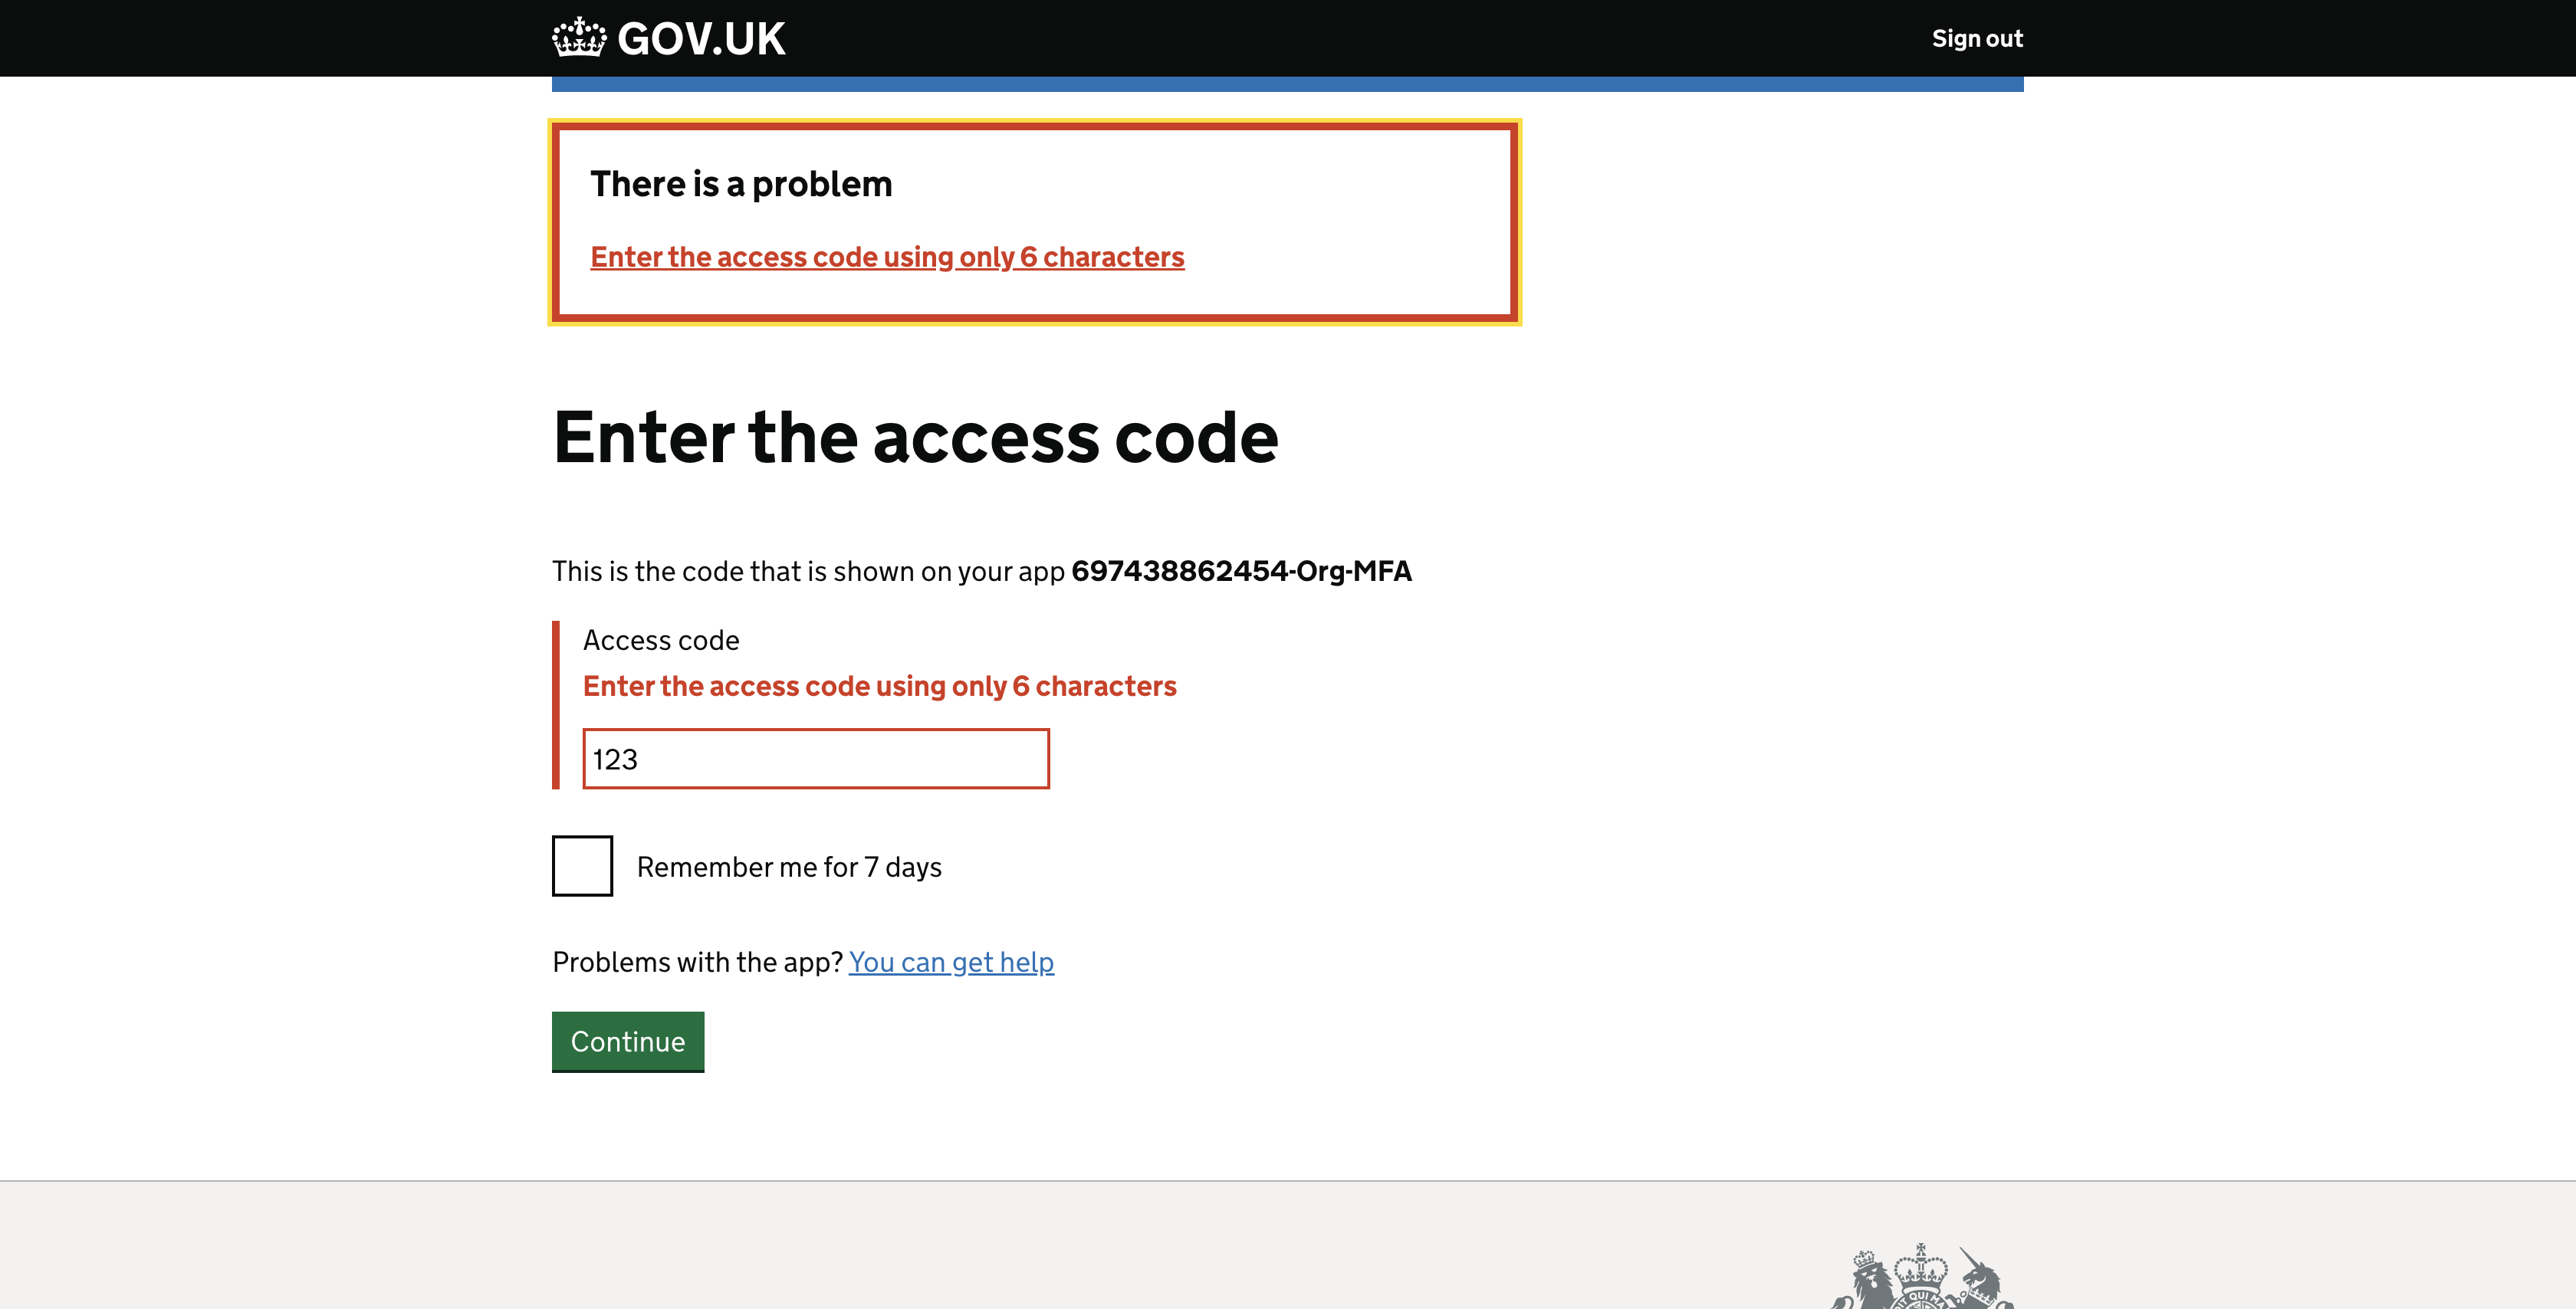 GOV.UK
Sign out
There is a problem
Enter the access code using only 6 characters
Enter the access code
This is the code that is shown on your app 697438862454-Org-MFA
Access code
Enter the access code using only 6 characters
123
Remember me for 7 days
Problems with the app? You can get help
Continue